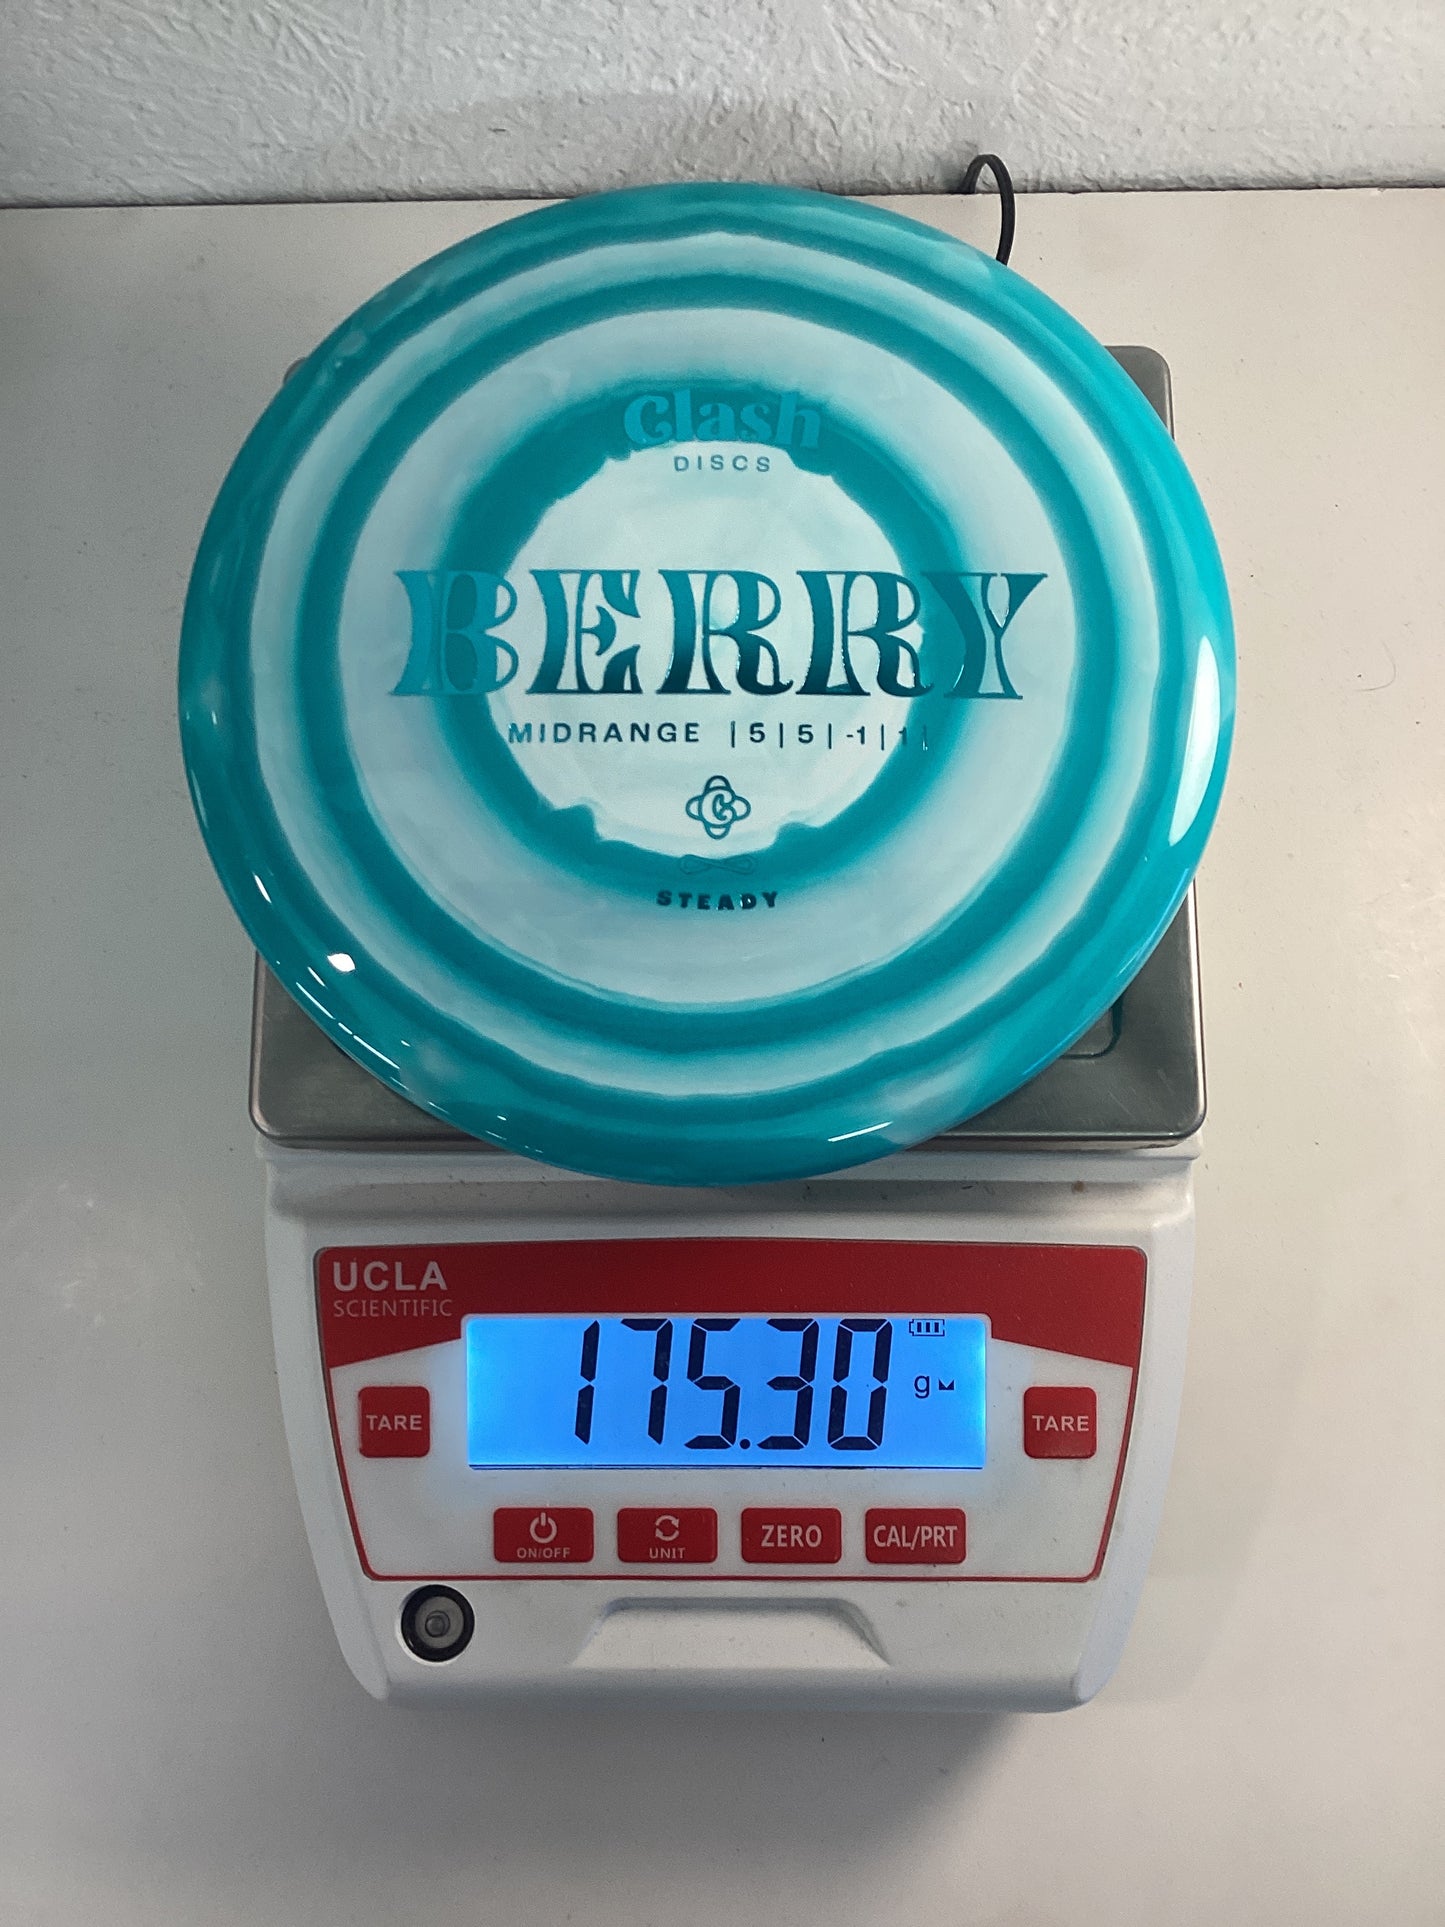 Clash
DISCS
BERRY
MIDRANGE | 5 | 5 | -1 | 1 |
STEADY
UCLA
SCIENTIFIC
175.30
g
TARE
TARE
ON/OFF
UNIT
ZERO
CAL/PRT